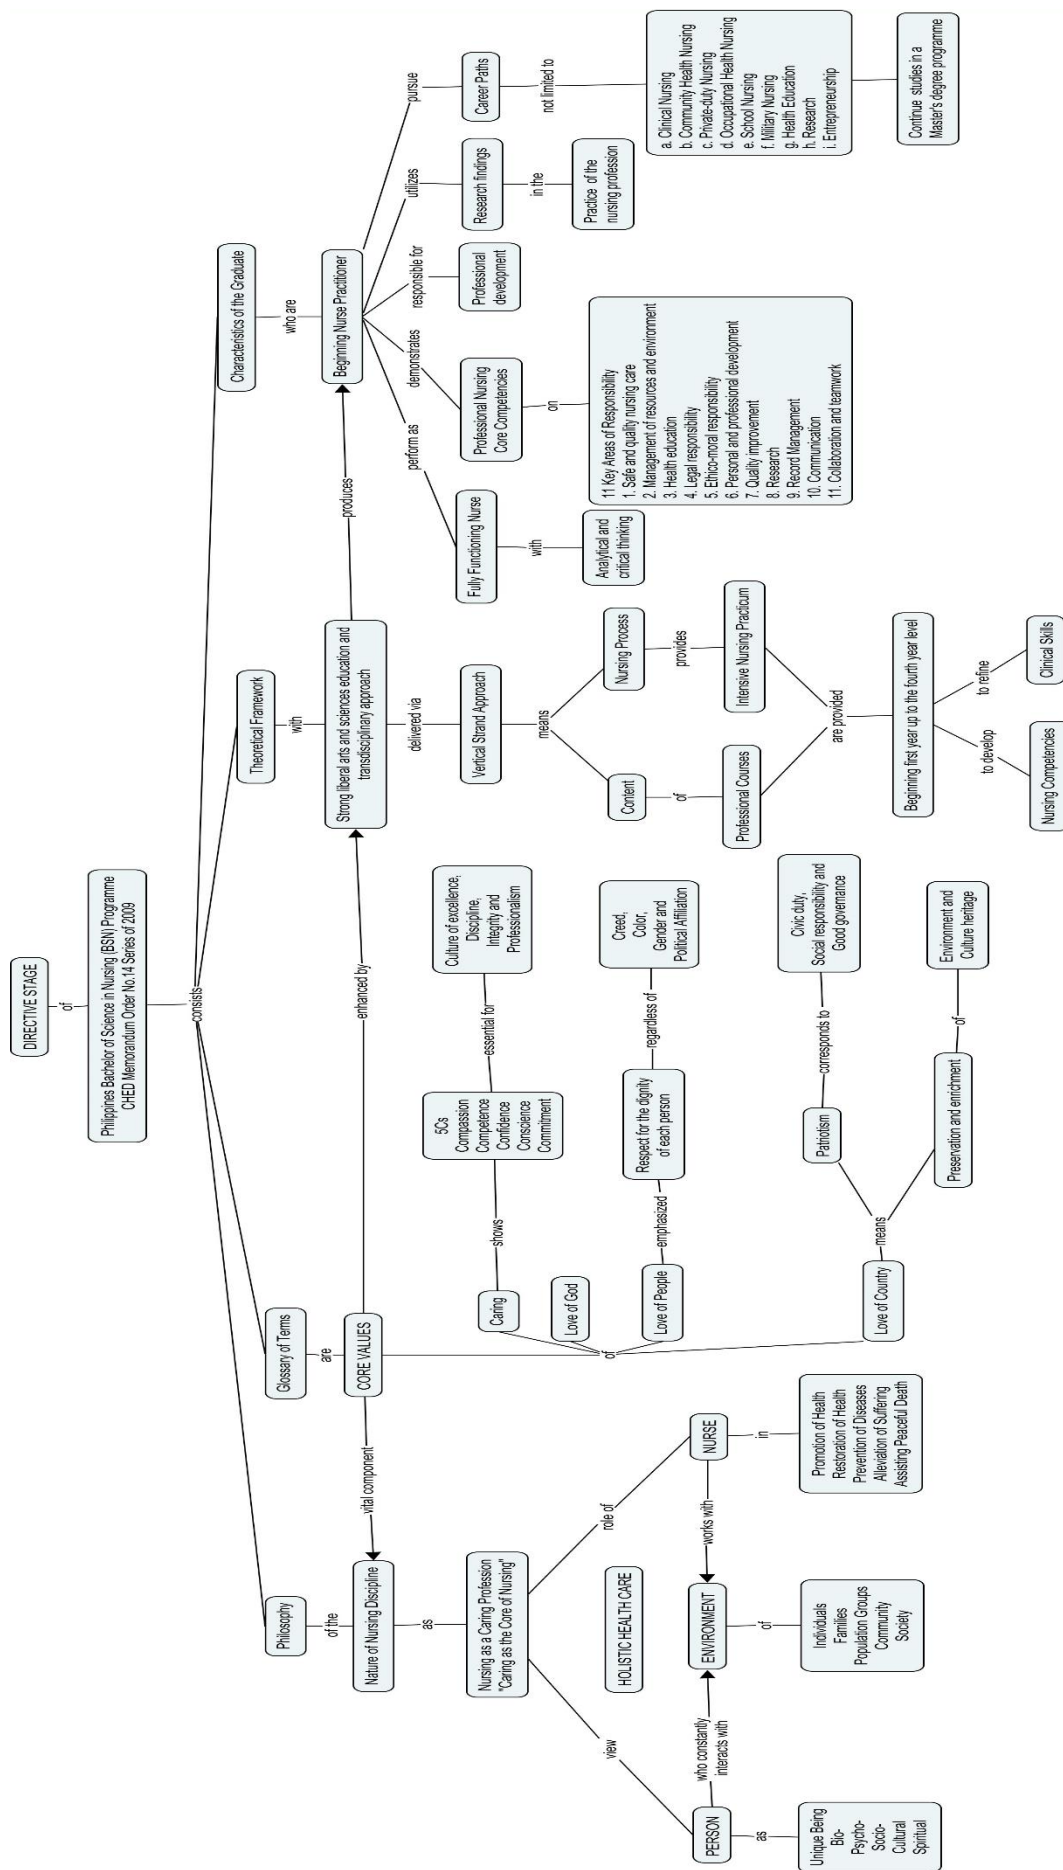 DIRECTIVE STAGE
of
Philippines Bachelor of Science in Nursing (BSN) Programme
CHED Memorandum Order No.14 Series of 2009
consists
Philosophy
of the
Nature of Nursing Discipline
as
Nursing as a Caring Profession
"Caring as the Core of Nursing"
view
role of
HOLISTIC HEALTH CARE
PERSON
who constantly
interacts with
ENVIRONMENT
works with
NURSE
as
Unique Being
Bio-
Psycho-
Socio-
Cultural
Spiritual
of
Individuals
Families
Population Groups
Community
Society
in
Promotion of Health
Restoration of Health
Prevention of Diseases
Alleviation of Suffering
Assisting Peaceful Death
Glossary of Terms
are
CORE VALUES
vital component
enhanced by
of
Caring
shows
5Cs
Compassion
Competence
Confidence
Conscience
Commitment
essential for
Culture of excellence,
Discipline,
Integrity and
Professionalism
Love of God
Love of People
emphasized
Respect for the dignity
of each person
regardless of
Creed,
Color,
Gender and
Political Affiliation
Love of Country
means
Patriotism
corresponds to
Civic duty,
Social responsibility and
Good governance
Preservation and enrichment
of
Environment and
Culture heritage
Theoretical Framework
with
Strong liberal arts and sciences education and
transdisciplinary approach
produces
delivered via
Vertical Strand Approach
means
Content
of
Professional Courses
Nursing Process
provides
Intensive Nursing Practicum
are provided
Beginning first year up to the fourth year level
to develop
Nursing Competencies
to refine
Clinical Skills
Characteristics of the Graduate
who are
Beginning Nurse Practitioner
perform as
Fully Functioning Nurse
with
Analytical and
critical thinking
demonstrates
Professional Nursing
Core Competencies
on
11 Key Areas of Responsibility
1. Safe and quality nursing care
2. Management of resources and environment
3. Health education
4. Legal responsibility
5. Ethico-moral responsibility
6. Personal and professional development
7. Quality improvement
8. Research
9. Record Management
10. Communication
11. Collaboration and teamwork
responsible for
Professional
development
utilizes
Research findings
in the
Practice of the
nursing profession
pursue
Career Paths
not limited to
a. Clinical Nursing
b. Community Health Nursing
c. Private-duty Nursing
d. Occupational Health Nursing
e. School Nursing
f. Military Nursing
g. Health Education
h. Research
i. Entrepreneurship
Continue studies in a
Master's degree programme